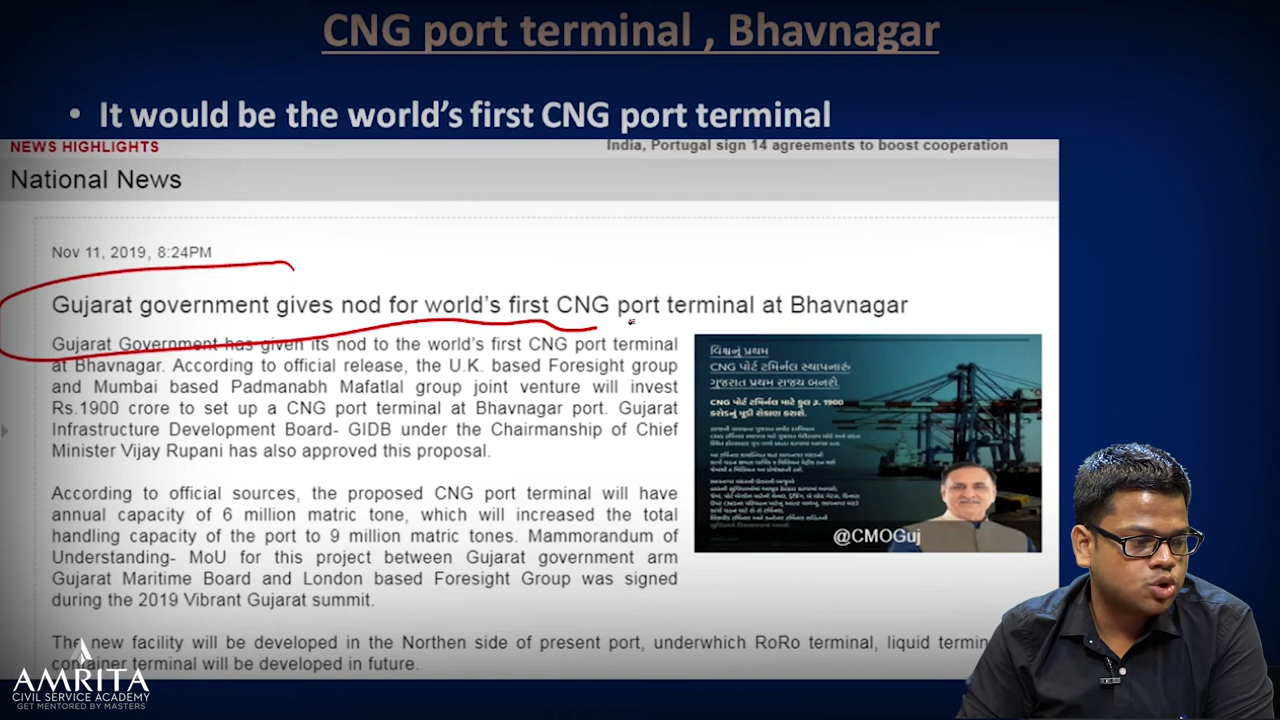 CNG port terminal , Bhavnagar
• It would be the world's first CNG port terminal
NEWS HIGHLIGHTS
India, Portugal sign 14 agreements to boost cooperation
National News
Nov 11, 2019, 8:24PM
Gujarat government gives nod for world's first CNG port terminal at Bhavnagar
Gujarat Government has given its nod to the world's first CNG port terminal
at Bhavnagar. According to official release, the U.K. based Foresight group
and Mumbai based Padmanabh Mafatlal group joint venture will invest
Rs.1900 crore to set up a CNG port terminal at Bhavnagar port. Gujarat
Infrastructure Development Board- GIDB under the Chairmanship of Chief
Minister Vijay Rupani has also approved this proposal.
According to official sources, the proposed CNG port terminal will have
annual capacity of 6 million matric tone, which will increased the total
handling capacity of the port to 9 million matric tones. Mammorandum of
Understanding- MoU for this project between Gujarat government arm
Gujarat Maritime Board and London based Foresight Group was signed
during the 2019 Vibrant Gujarat summit.
The new facility will be developed in the Northen side of present port, underwhich RoRo terminal, liquid
container terminal will be developed in future.
વિશ્વનું પ્રથમ
CNG પોર્ટ ટર્મિનલ સ્થાપનારું
ગુજરાત પ્રથમ રાજ્ય બનશે.
CNG પોર્ટ ટર્મિનલ માટે કુલ રૂ. 1900
કરોડનું મૂડી રોકાણ કરાશે.
@CMOGuj
AMRITA
CIVIL SERVICE ACADEMY
GET MENTORED BY MASTERS